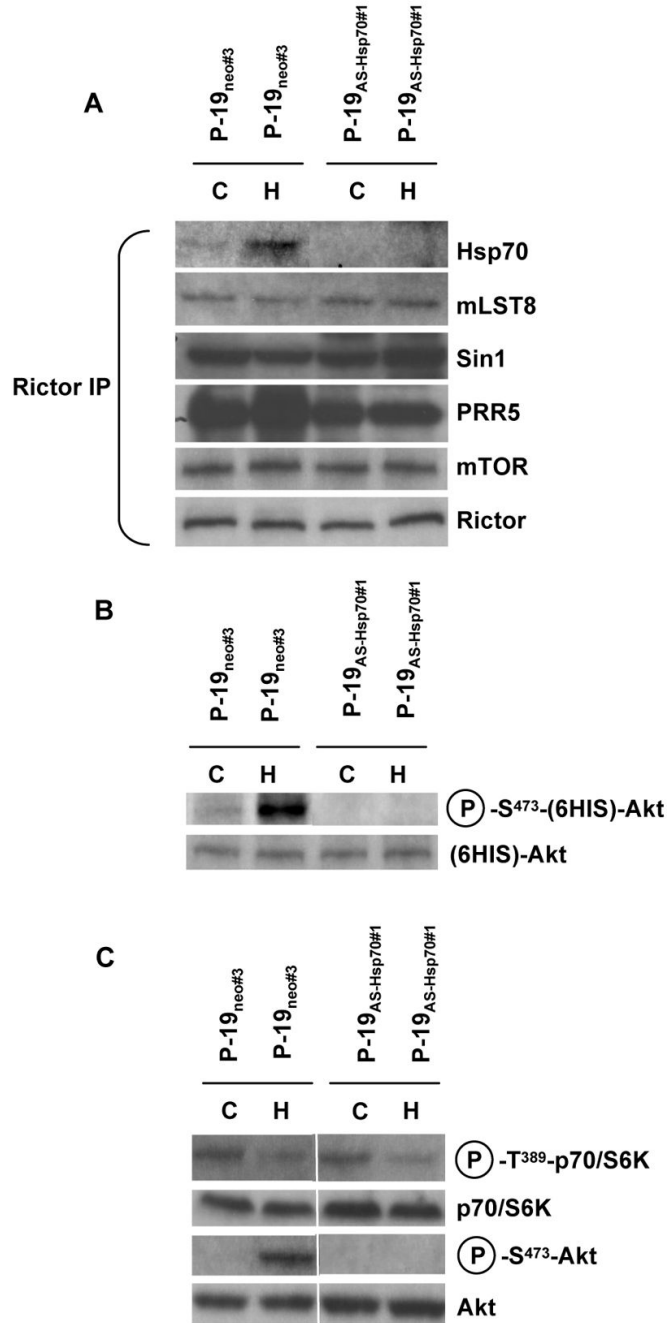 A
P-19neo#3 P-19neo#3 P-19AS-Hsp70#1 P-19AS-Hsp70#1
C H C H
Rictor IP
Hsp70
mLST8
Sin1
PRR5
mTOR
Rictor
B
P-19neo#3 P-19neo#3 P-19AS-Hsp70#1 P-19AS-Hsp70#1
C H C H
Ⓟ-S⁴⁷³-(6HIS)-Akt
(6HIS)-Akt
C
P-19neo#3 P-19neo#3 P-19AS-Hsp70#1 P-19AS-Hsp70#1
C H C H
Ⓟ-T³⁸⁹-p70/S6K
p70/S6K
Ⓟ-S⁴⁷³-Akt
Akt